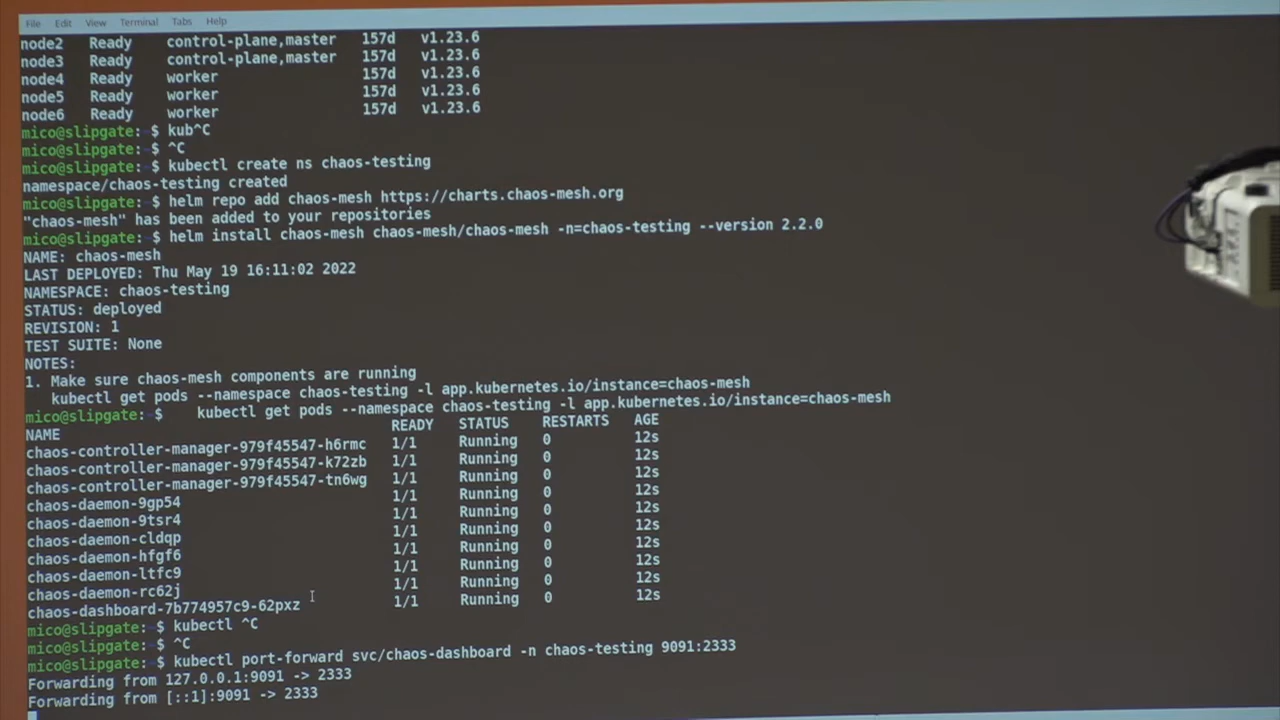 File Edit View Terminal Tabs Help
node2 Ready control-plane,master 157d v1.23.6
node3 Ready control-plane,master 157d v1.23.6
node4 Ready worker 157d v1.23.6
node5 Ready worker 157d v1.23.6
node6 Ready worker 157d v1.23.6
mico@slipgate: $ kub^C
mico@slipgate: $ ^C
mico@slipgate: $ kubectl create ns chaos-testing
namespace/chaos-testing created
mico@slipgate: $ helm repo add chaos-mesh https://charts.chaos-mesh.org
"chaos-mesh" has been added to your repositories
mico@slipgate: $ helm install chaos-mesh chaos-mesh/chaos-mesh -n=chaos-testing --version 2.2.0
NAME: chaos-mesh
LAST DEPLOYED: Thu May 19 16:11:02 2022
NAMESPACE: chaos-testing
STATUS: deployed
REVISION: 1
TEST SUITE: None
NOTES:
1. Make sure chaos-mesh components are running
kubectl get pods --namespace chaos-testing -l app.kubernetes.io/instance=chaos-mesh
mico@slipgate: $ kubectl get pods --namespace chaos-testing -l app.kubernetes.io/instance=chaos-mesh
NAME READY STATUS RESTARTS AGE
chaos-controller-manager-979f45547-h6rmc 1/1 Running 0 12s
chaos-controller-manager-979f45547-k72zb 1/1 Running 0 12s
chaos-controller-manager-979f45547-tn6wg 1/1 Running 0 12s
chaos-daemon-9gp54 1/1 Running 0 12s
chaos-daemon-9tsr4 1/1 Running 0 12s
chaos-daemon-cldqp 1/1 Running 0 12s
chaos-daemon-hfgf6 1/1 Running 0 12s
chaos-daemon-ltfc9 1/1 Running 0 12s
chaos-daemon-rc62j 1/1 Running 0 12s
chaos-dashboard-7b774957c9-62pxz 1/1 Running 0 12s
mico@slipgate: $ kubectl ^C
mico@slipgate: $ ^C
mico@slipgate: $ kubectl port-forward svc/chaos-dashboard -n chaos-testing 9091:2333
Forwarding from 127.0.0.1:9091 -> 2333
Forwarding from [::1]:9091 -> 2333